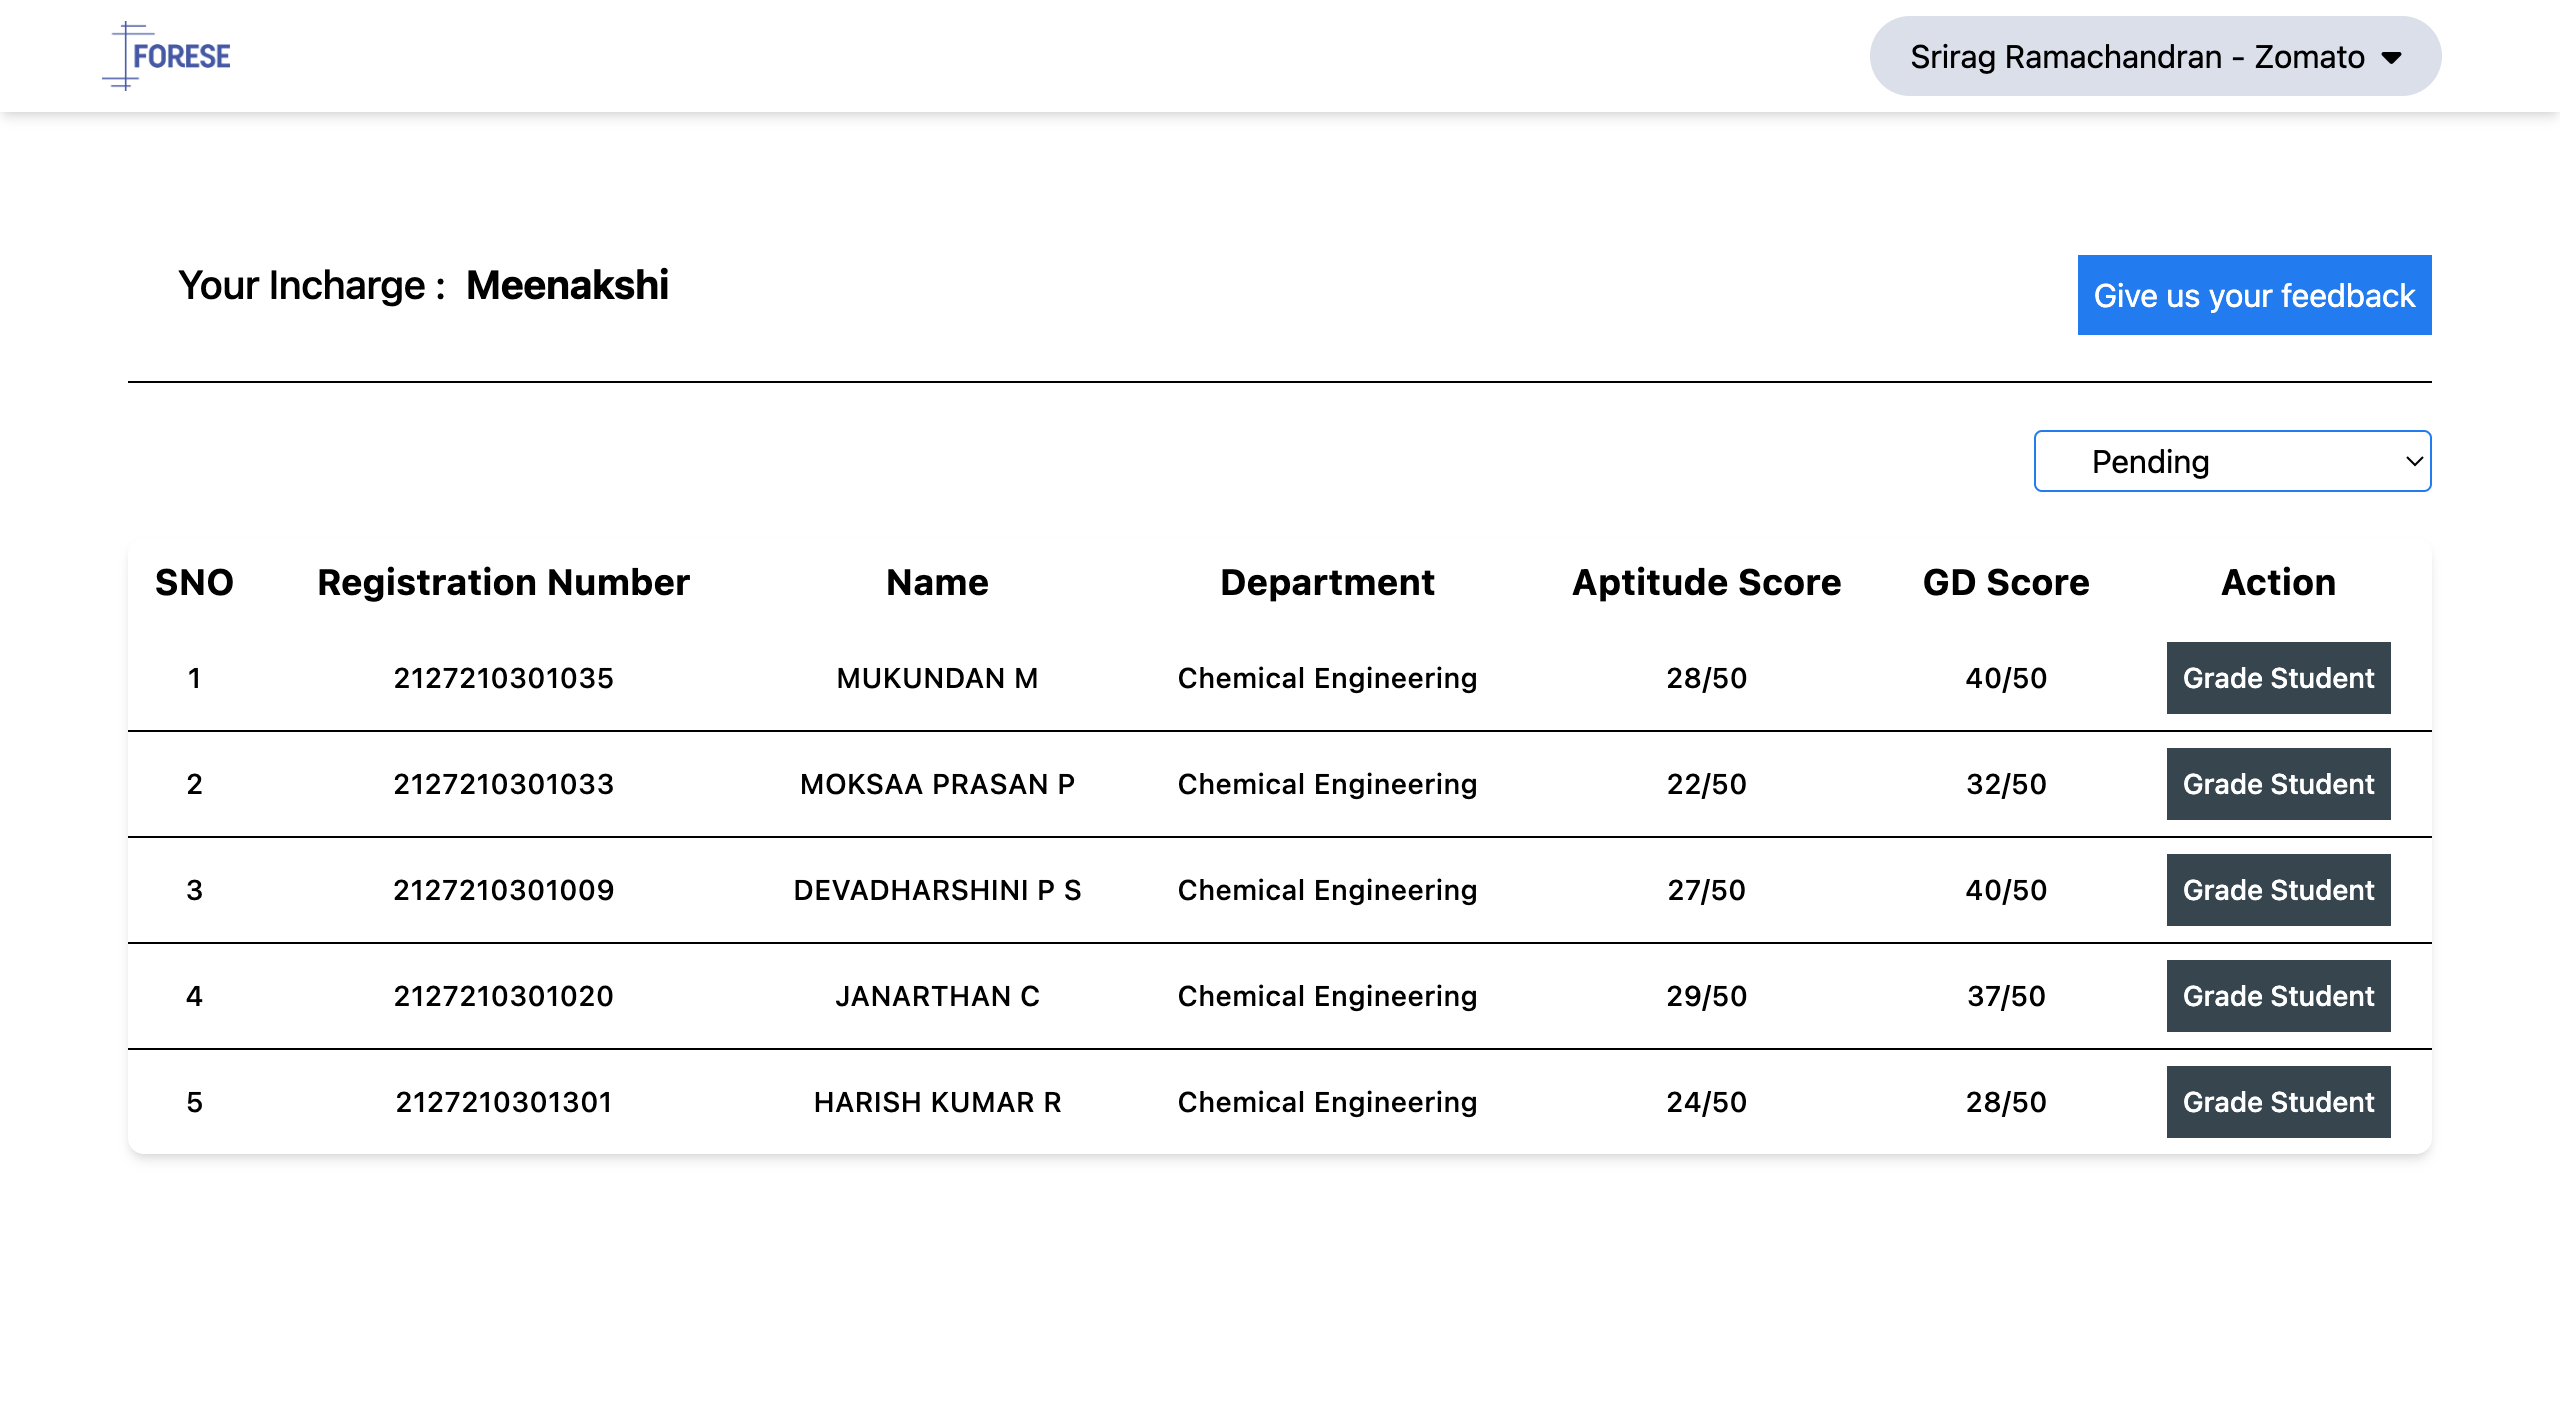 FORESE
Srirag Ramachandran - Zomato
Your Incharge : Meenakshi
Give us your feedback
Pending
SNO Registration Number Name Department Aptitude Score GD Score Action
1 2127210301035 MUKUNDAN M Chemical Engineering 28/50 40/50 Grade Student
2 2127210301033 MOKSAA PRASAN P Chemical Engineering 22/50 32/50 Grade Student
3 2127210301009 DEVADHARSHINI P S Chemical Engineering 27/50 40/50 Grade Student
4 2127210301020 JANARTHAN C Chemical Engineering 29/50 37/50 Grade Student
5 2127210301301 HARISH KUMAR R Chemical Engineering 24/50 28/50 Grade Student